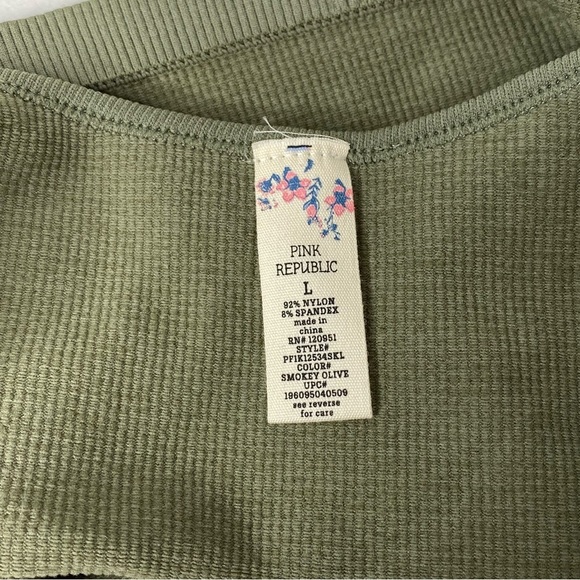 PINK
REPUBLIC
L
92% NYLON
8% SPANDEX
made in
china
RN# 120951
STYLE#
PF1K12534SKL
COLOR#
SMOKEY OLIVE
UPC#
196095040509
see reverse
for care